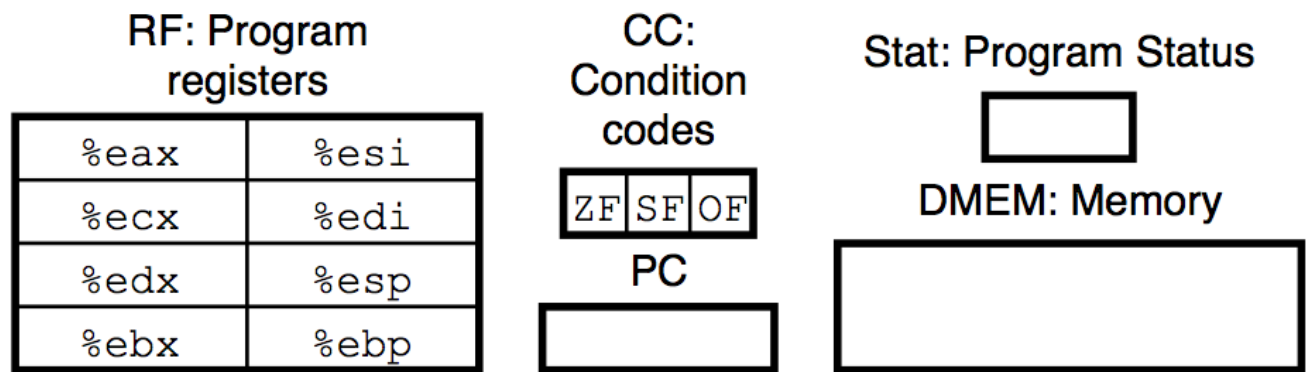 RF: Program
registers
%eax %esi
%ecx %edi
%edx %esp
%ebx %ebp
CC:
Condition
codes
ZF SF OF
PC
Stat: Program Status
DMEM: Memory